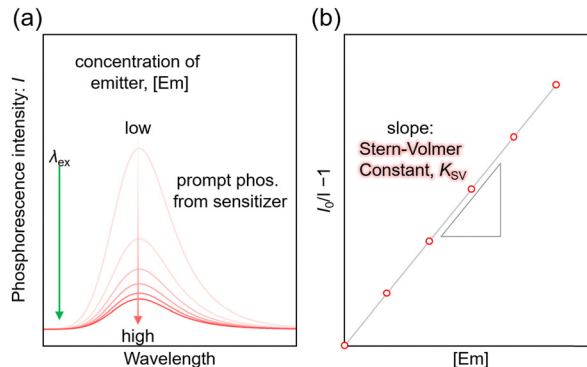 (a)
concentration of
emitter, [Em]
low
λex
prompt phos.
from sensitizer
high
Phosphorescence intensity: I
Wavelength
(b)
slope:
Stern-Volmer
Constant, KSV
I0/I −1
[Em]